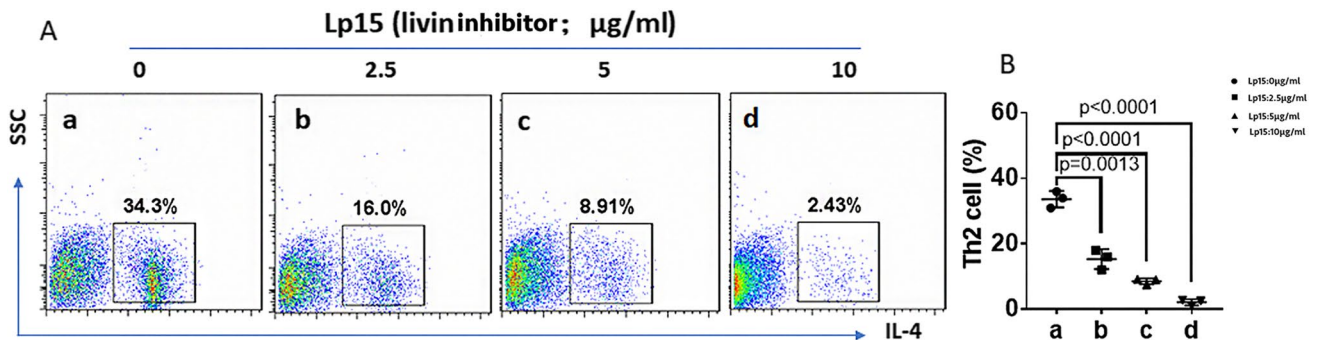 A
Lp15 (livin inhibitor； μg/ml)
0 2.5 5 10
SSC
a b c d
34.3% 16.0% 8.91% 2.43%
IL-4
B
Lp15:0μg/ml
Lp15:2.5μg/ml
Lp15:5μg/ml
Lp15:10μg/ml
Th2 cell (%)
60
40
20
0
p<0.0001
p<0.0001
p=0.0013
a b c d